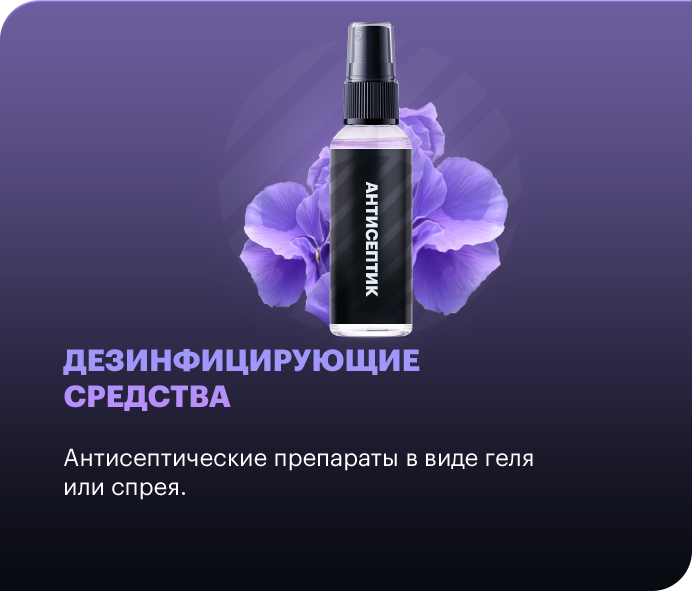 АНТИСЕПТИК
ДЕЗИНФИЦИРУЮЩИЕ
СРЕДСТВА
Антисептические препараты в виде геля
или спрея.